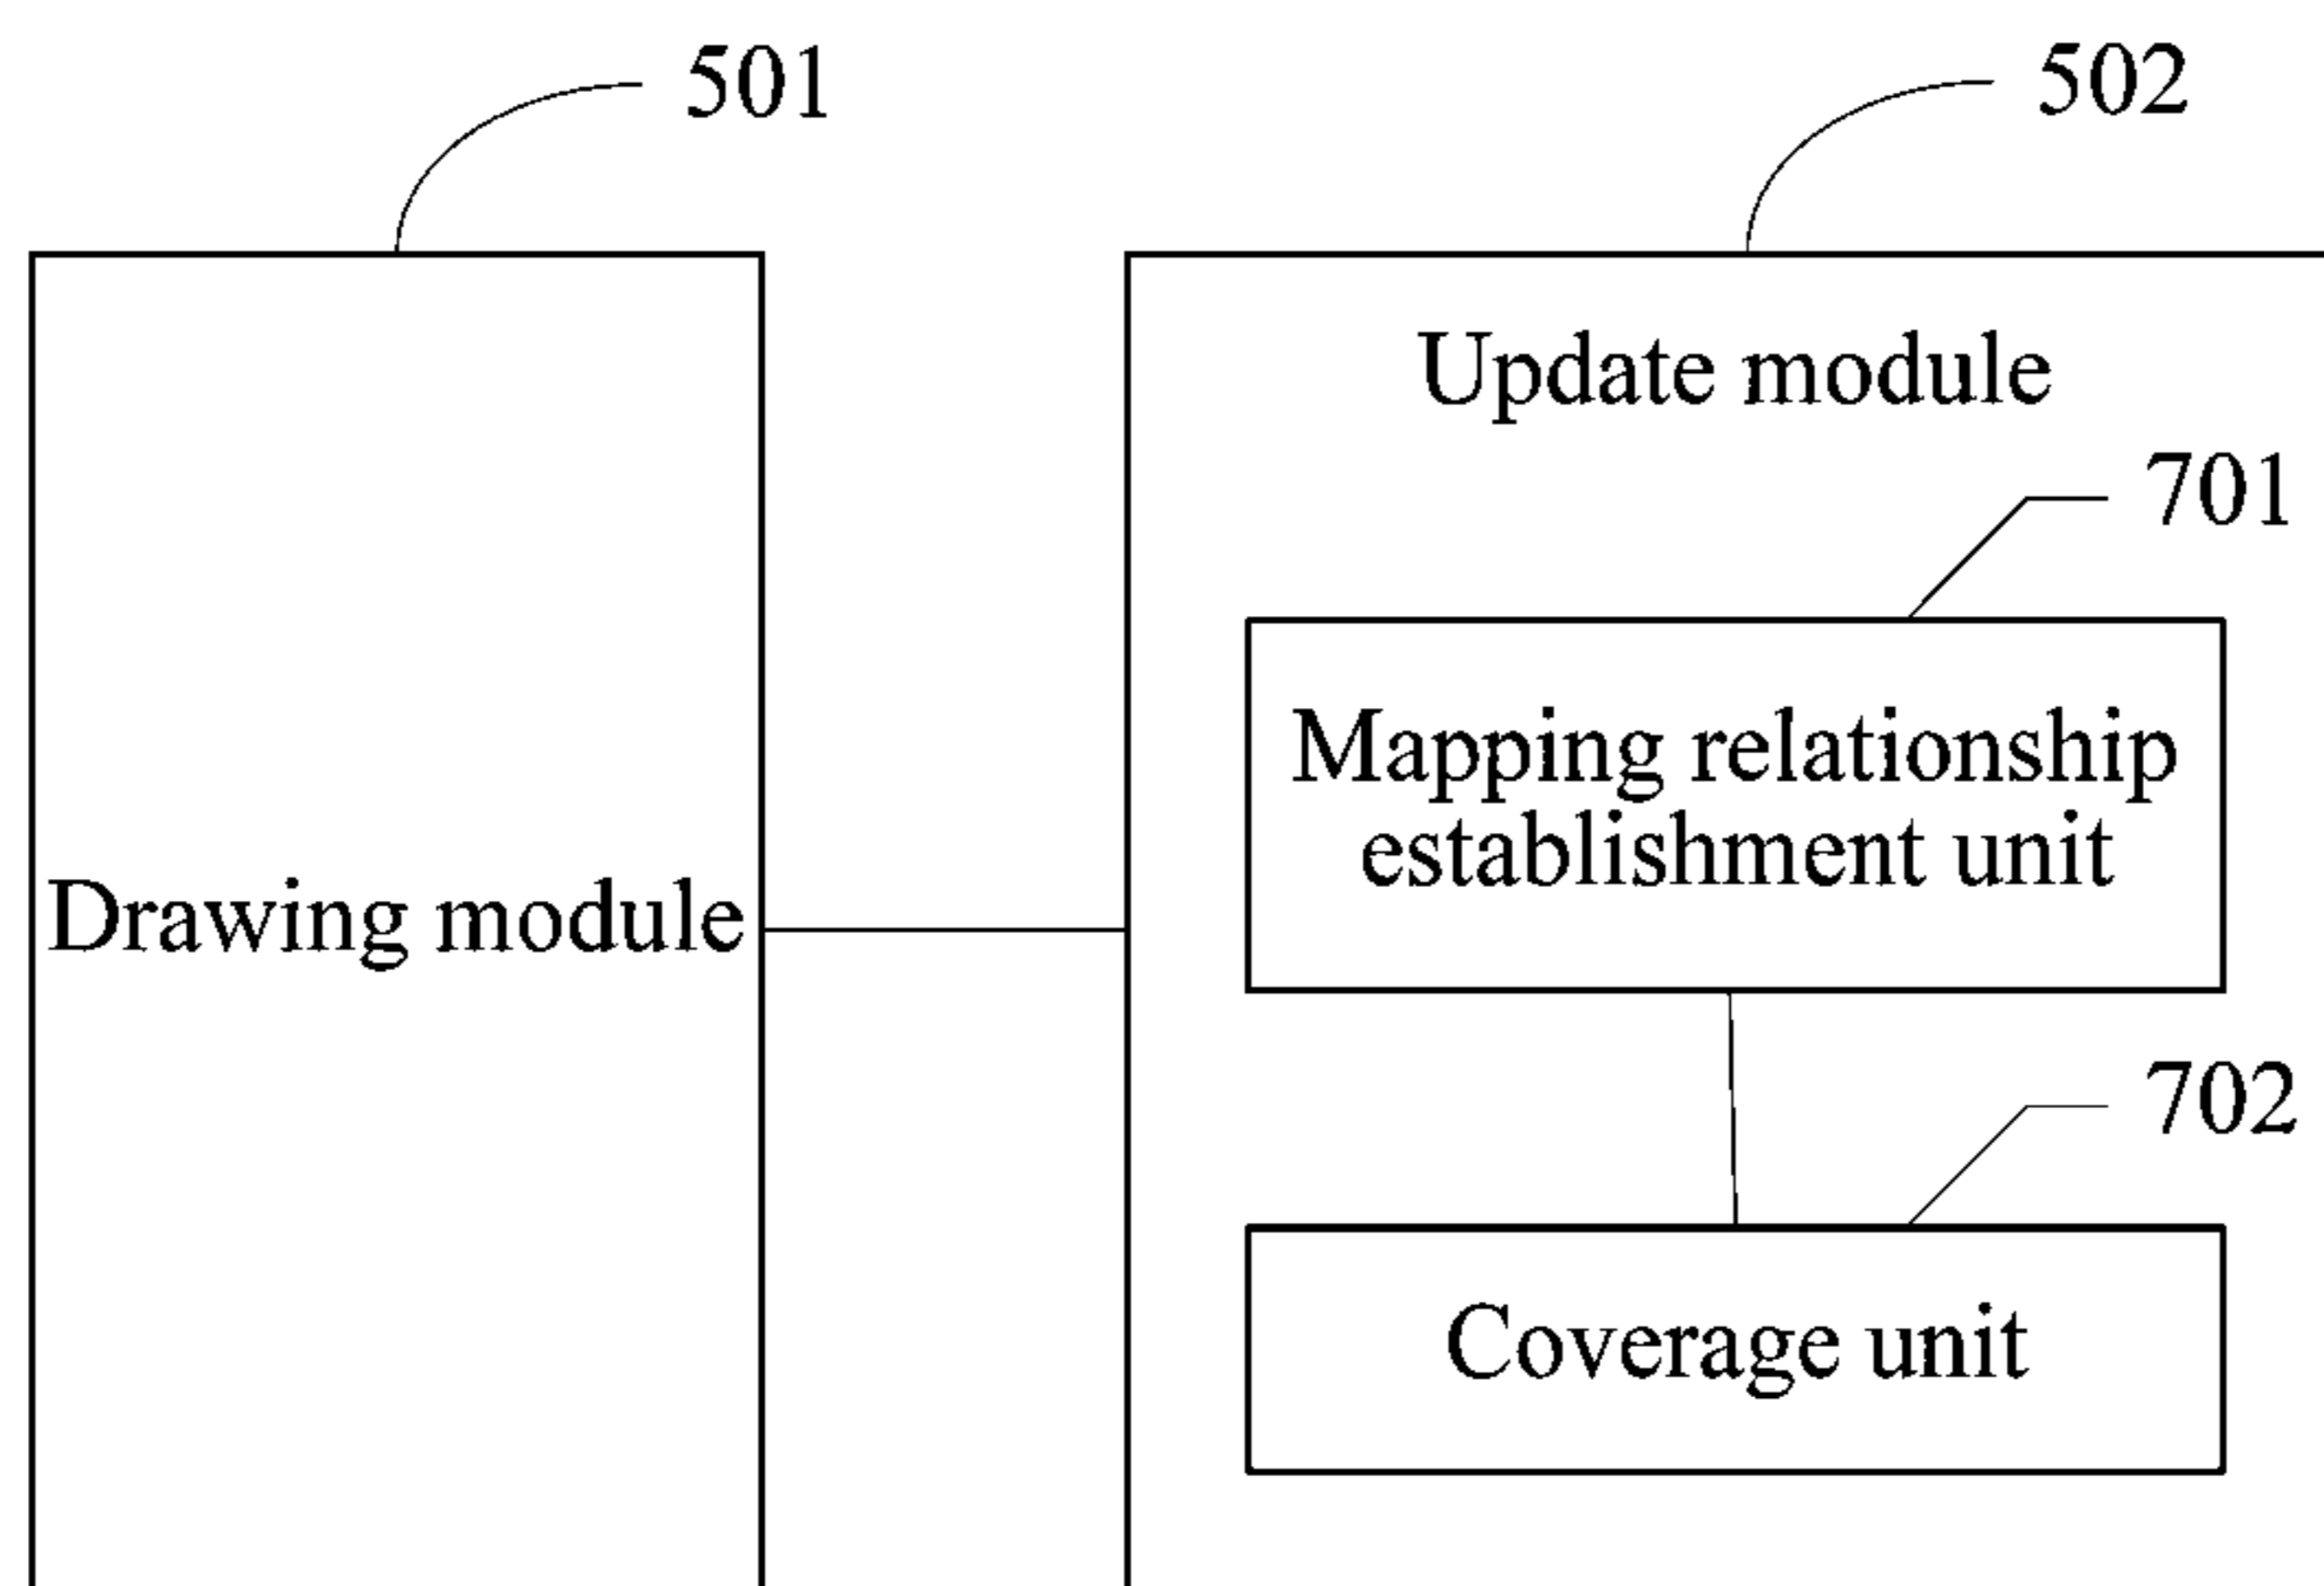 501
502
Update module
701
Mapping relationship
establishment unit
Drawing module
702
Coverage unit